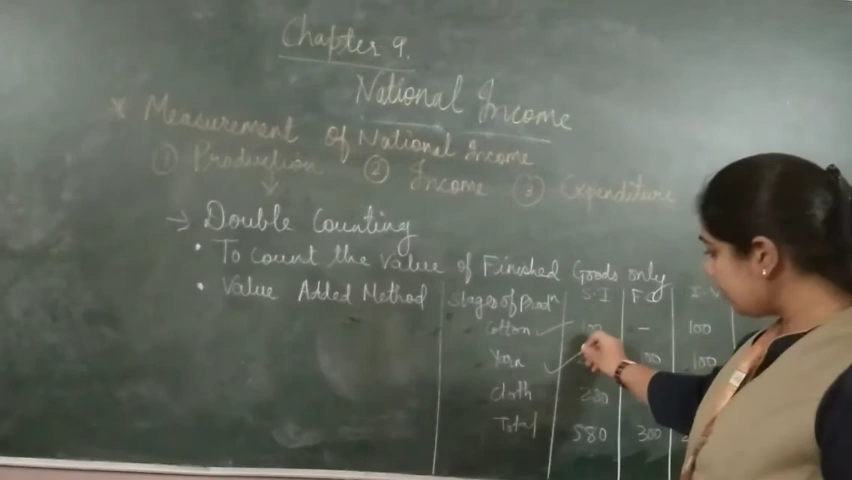 Chapter 9.
National Income
x Measurement of National Income
① Production ② Income ③ Expenditure
→ Double Counting
• To count the value of Finished Goods only
• Value Added Method
Stages of Prodⁿ S.I
Cotton ✓ - 100
Yarn ✓ 100 100
Cloth 280
Total 580 300